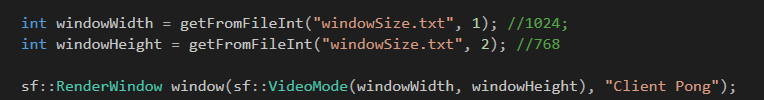 int windowWidth = getFromFileInt("windowSize.txt", 1); //1024;
int windowHeight = getFromFileInt("windowSize.txt", 2); //768
sf::RenderWindow window(sf::VideoMode(windowWidth, windowHeight), "Client Pong");